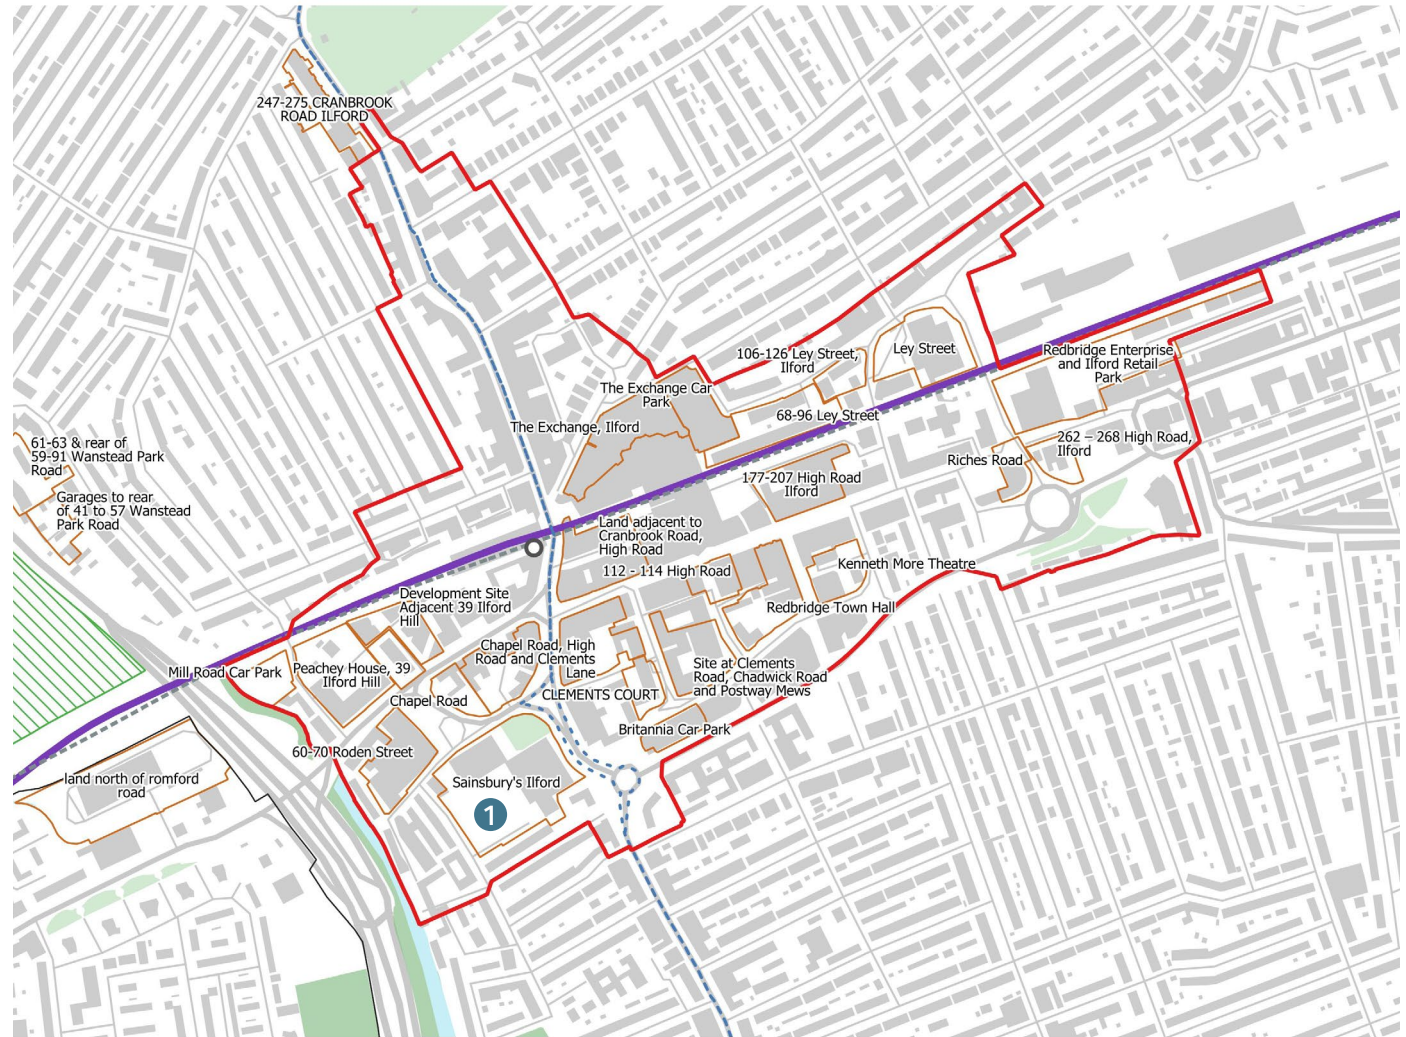 247-275 CRANBROOK
ROAD ILFORD
106-126 Ley Street,
Ilford
Ley Street
Redbridge Enterprise
and Ilford Retail
Park
The Exchange Car
Park
68-96 Ley Street
The Exchange, Ilford
61-63 & rear of
59-91 Wanstead Park
Road
262 – 268 High Road,
Ilford
Riches Road
177-207 High Road
Ilford
Garages to rear
of 41 to 57 Wanstead
Park Road
Land adjacent to
Cranbrook Road,
High Road
112 - 114 High Road
Kenneth More Theatre
Development Site
Adjacent 39 Ilford
Hill
Redbridge Town Hall
Chapel Road, High
Road and Clements
Lane
Mill Road Car Park
Peachey House, 39
Ilford Hill
Site at Clements
Road, Chadwick Road
and Postway Mews
Chapel Road
CLEMENTS COURT
Britannia Car Park
60-70 Roden Street
land north of romford
road
Sainsbury's Ilford
1